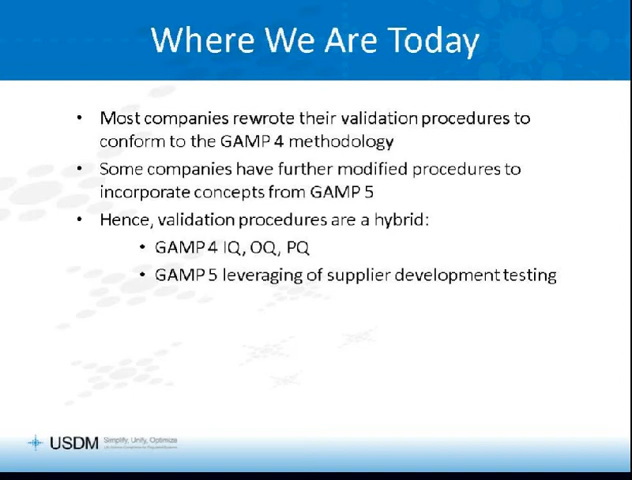 Where We Are Today
• Most companies rewrote their validation procedures to
conform to the GAMP 4 methodology
• Some companies have further modified procedures to
incorporate concepts from GAMP 5
• Hence, validation procedures are a hybrid:
• GAMP 4 IQ, OQ, PQ
• GAMP 5 leveraging of supplier development testing
USDM Simplify, Unify, Optimize